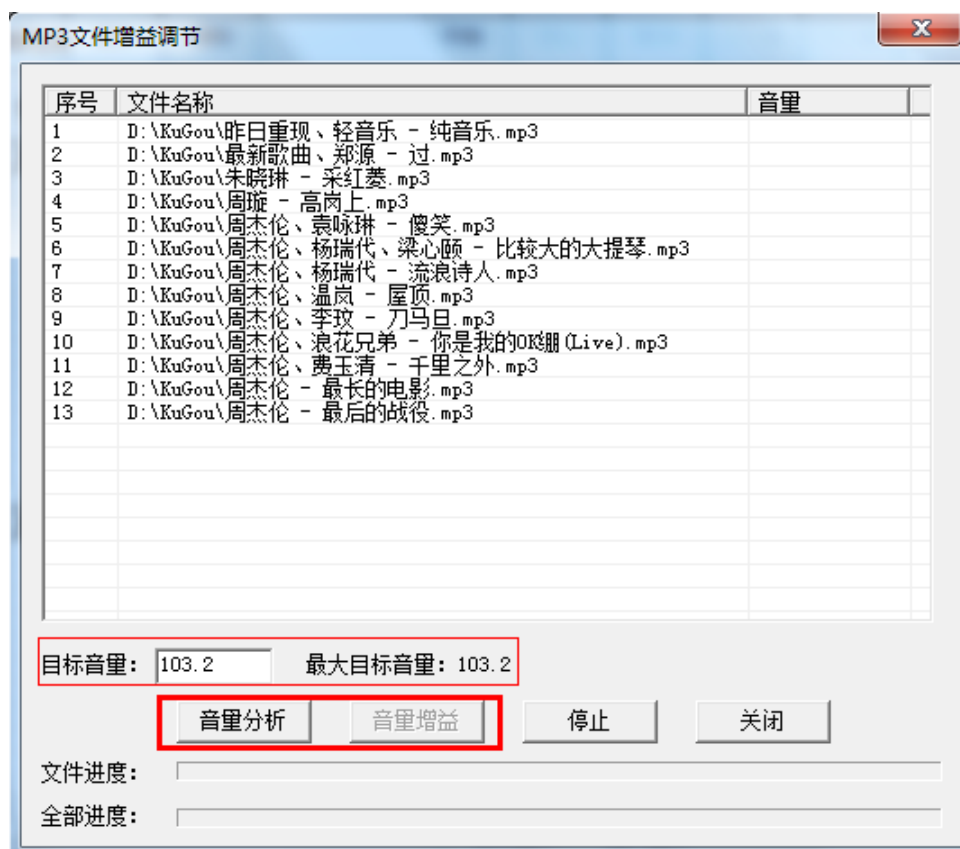 MP3文件增益调节
序号 文件名称 音里
1 D:\KuGou\昨日重现、轻音乐 - 纯音乐.mp3
2 D:\KuGou\最新歌曲、郑源 - 过.mp3
3 D:\KuGou\朱晓琳 - 采红菱.mp3
4 D:\KuGou\周璇 - 高岗上.mp3
5 D:\KuGou\周杰伦、袁咏琳 - 傻笑.mp3
6 D:\KuGou\周杰伦、杨瑞代、梁心颐 - 比较大的大提琴.mp3
7 D:\KuGou\周杰伦、杨瑞代 - 流浪诗人.mp3
8 D:\KuGou\周杰伦、温岚 - 屋顶.mp3
9 D:\KuGou\周杰伦、李玟 - 刀马旦.mp3
10 D:\KuGou\周杰伦、浪花兄弟 - 你是我的OK绷(Live).mp3
11 D:\KuGou\周杰伦、费玉清 - 千里之外.mp3
12 D:\KuGou\周杰伦 - 最长的电影.mp3
13 D:\KuGou\周杰伦 - 最后的战役.mp3
目标音量: 103.2 最大目标音量: 103.2
音量分析 音量增益 停止 关闭
文件进度:
全部进度: